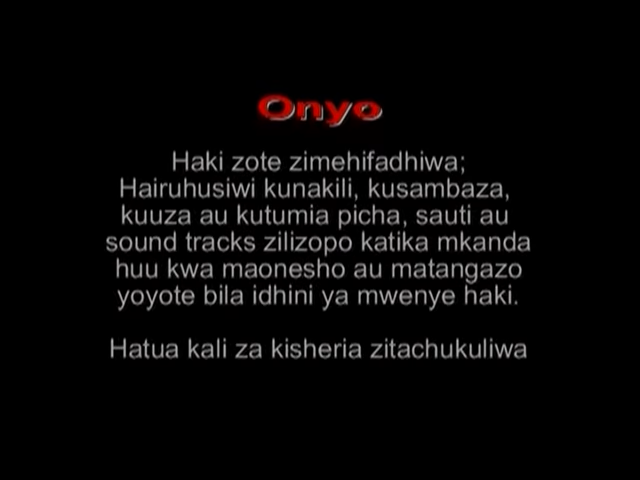 Onyo
Haki zote zimehifadhiwa;
Hairuhusiwi kunakili, kusambaza,
kuuza au kutumia picha, sauti au
sound tracks zilizopo katika mkanda
huu kwa maonesho au matangazo
yoyote bila idhini ya mwenye haki.
Hatua kali za kisheria zitachukuliwa